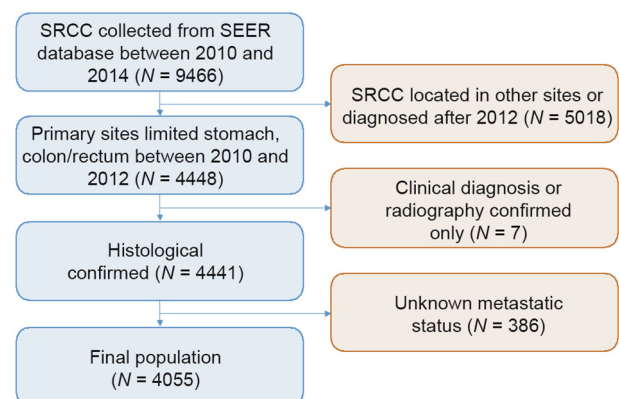 SRCC collected from SEER
database between 2010 and
2014 (N = 9466)
SRCC located in other sites or
diagnosed after 2012 (N = 5018)
Primary sites limited stomach,
colon/rectum between 2010 and
2012 (N = 4448)
Clinical diagnosis or
radiography confirmed
only (N = 7)
Histological
confirmed (N = 4441)
Unknown metastatic
status (N = 386)
Final population
(N = 4055)